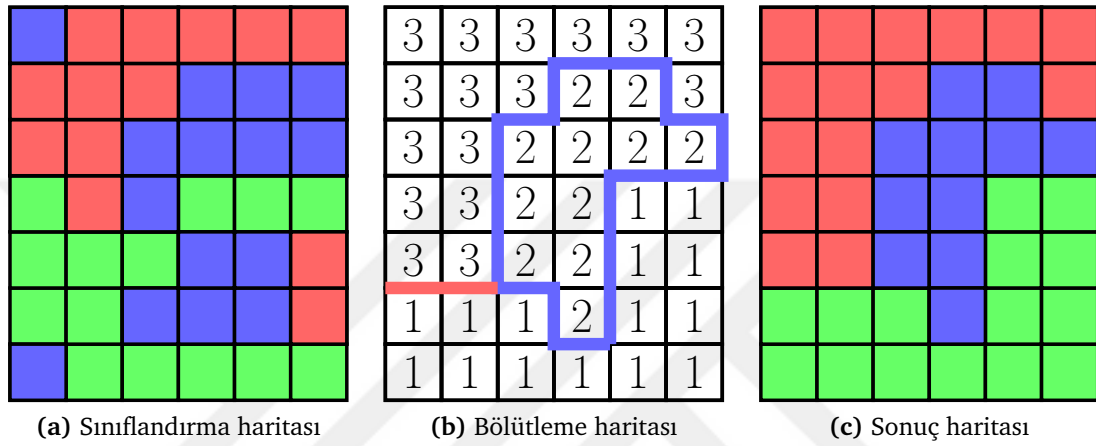 3 3 3 3 3 3
3 3 3 2 2 3
3 3 2 2 2 2
3 3 2 2 1 1
3 3 2 2 1 1
1 1 1 2 1 1
1 1 1 1 1 1
(a) Sınıflandırma haritası
(b) Bölütleme haritası
(c) Sonuç haritası